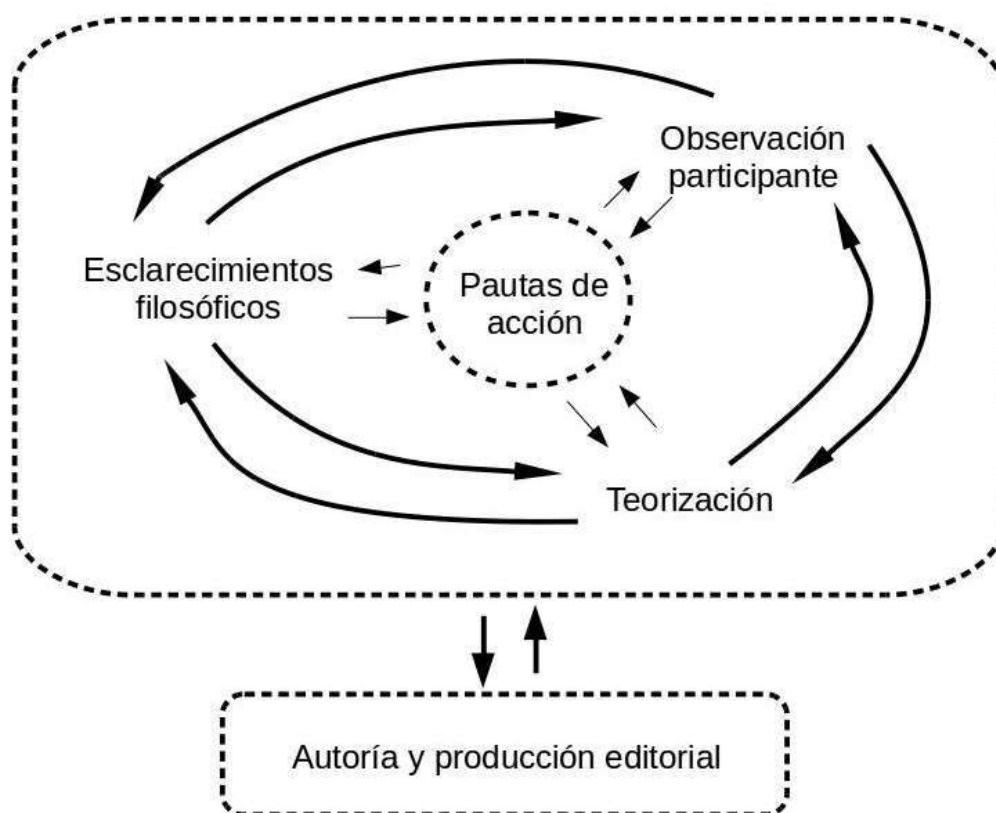 Observación
participante
Esclarecimientos
filosóficos
Pautas de
acción
Teorización
Autoría y producción editorial